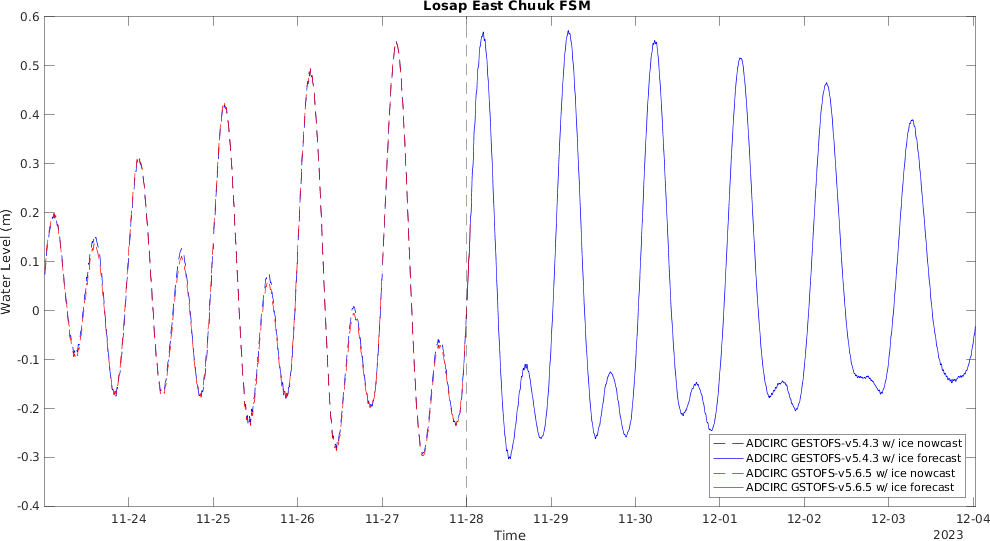 Losap East Chuuk FSM
0.6
0.5
0.4
0.3
0.2
0.1
0
-0.1
-0.2
-0.3
-0.4
Water Level (m)
11-24 11-25 11-26 11-27 11-28 11-29 11-30 12-01 12-02 12-03 12-04
Time
2023
ADCIRC GESTOFS-v5.4.3 w/ ice nowcast
ADCIRC GESTOFS-v5.4.3 w/ ice forecast
ADCIRC GSTOFS-v5.6.5 w/ ice nowcast
ADCIRC GSTOFS-v5.6.5 w/ ice forecast